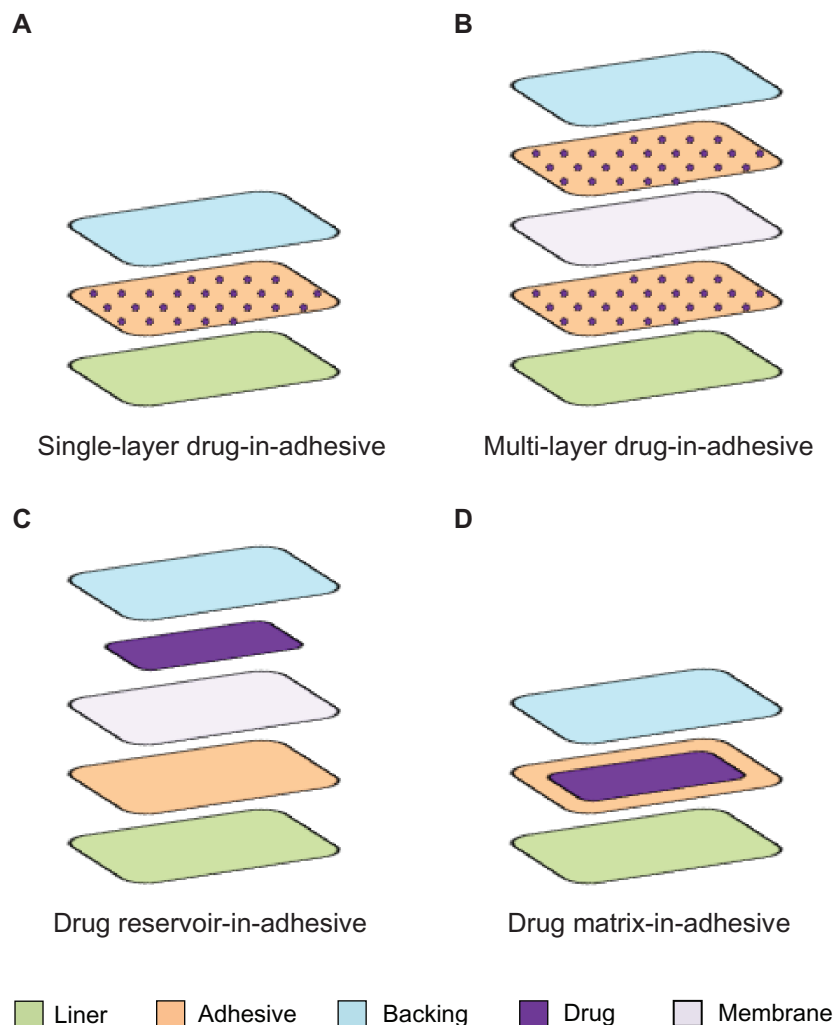 A
B
Single-layer drug-in-adhesive
Multi-layer drug-in-adhesive
C
D
Drug reservoir-in-adhesive
Drug matrix-in-adhesive
Liner
Adhesive
Backing
Drug
Membrane